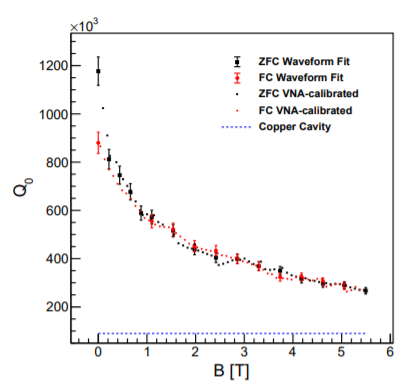 ×10³
1200
1000
800
600
400
200
Q₀
ZFC Waveform Fit
FC Waveform Fit
ZFC VNA-calibrated
FC VNA-calibrated
Copper Cavity
0 1 2 3 4 5 6
B [T]